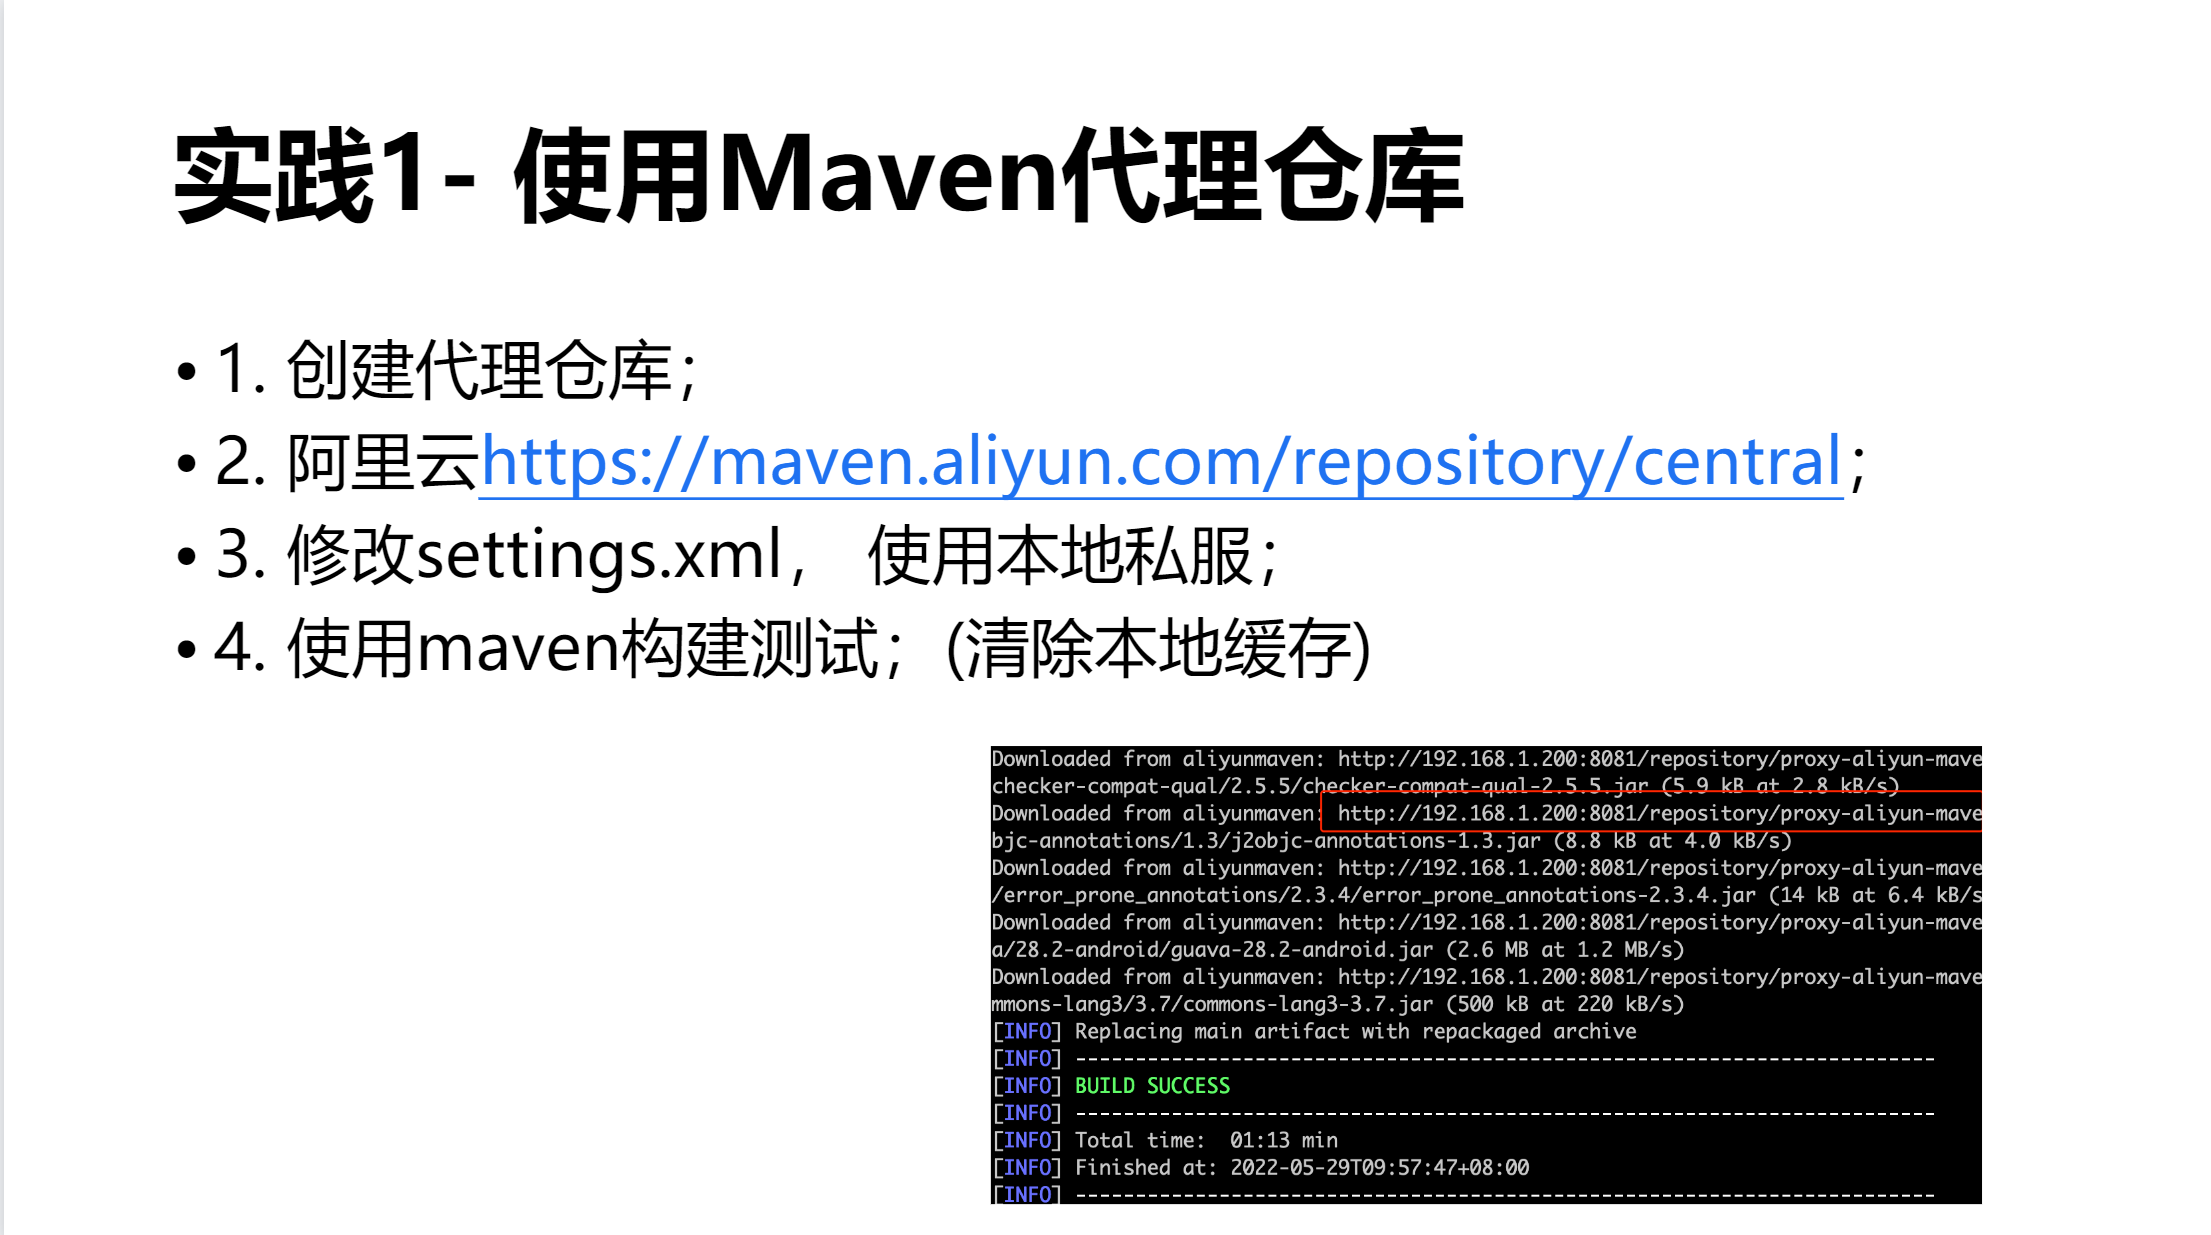 实践1- 使用Maven代理仓库
• 1. 创建代理仓库；
• 2. 阿里云https://maven.aliyun.com/repository/central；
• 3. 修改settings.xml， 使用本地私服；
• 4. 使用maven构建测试；(清除本地缓存)
Downloaded from aliyunmaven: http://192.168.1.200:8081/repository/proxy-aliyun-mave
checker-compat-qual/2.5.5/checker-compat-qual-2.5.5.jar (5.9 kB at 2.8 kB/s)
Downloaded from aliyunmaven: http://192.168.1.200:8081/repository/proxy-aliyun-mave
bjc-annotations/1.3/j2objc-annotations-1.3.jar (8.8 kB at 4.0 kB/s)
Downloaded from aliyunmaven: http://192.168.1.200:8081/repository/proxy-aliyun-mave
/error_prone_annotations/2.3.4/error_prone_annotations-2.3.4.jar (14 kB at 6.4 kB/s
Downloaded from aliyunmaven: http://192.168.1.200:8081/repository/proxy-aliyun-mave
a/28.2-android/guava-28.2-android.jar (2.6 MB at 1.2 MB/s)
Downloaded from aliyunmaven: http://192.168.1.200:8081/repository/proxy-aliyun-mave
mmons-lang3/3.7/commons-lang3-3.7.jar (500 kB at 220 kB/s)
[INFO] Replacing main artifact with repackaged archive
[INFO] ------------------------------------------------------------------------
[INFO] BUILD SUCCESS
[INFO] ------------------------------------------------------------------------
[INFO] Total time:  01:13 min
[INFO] Finished at: 2022-05-29T09:57:47+08:00
[INFO] ------------------------------------------------------------------------